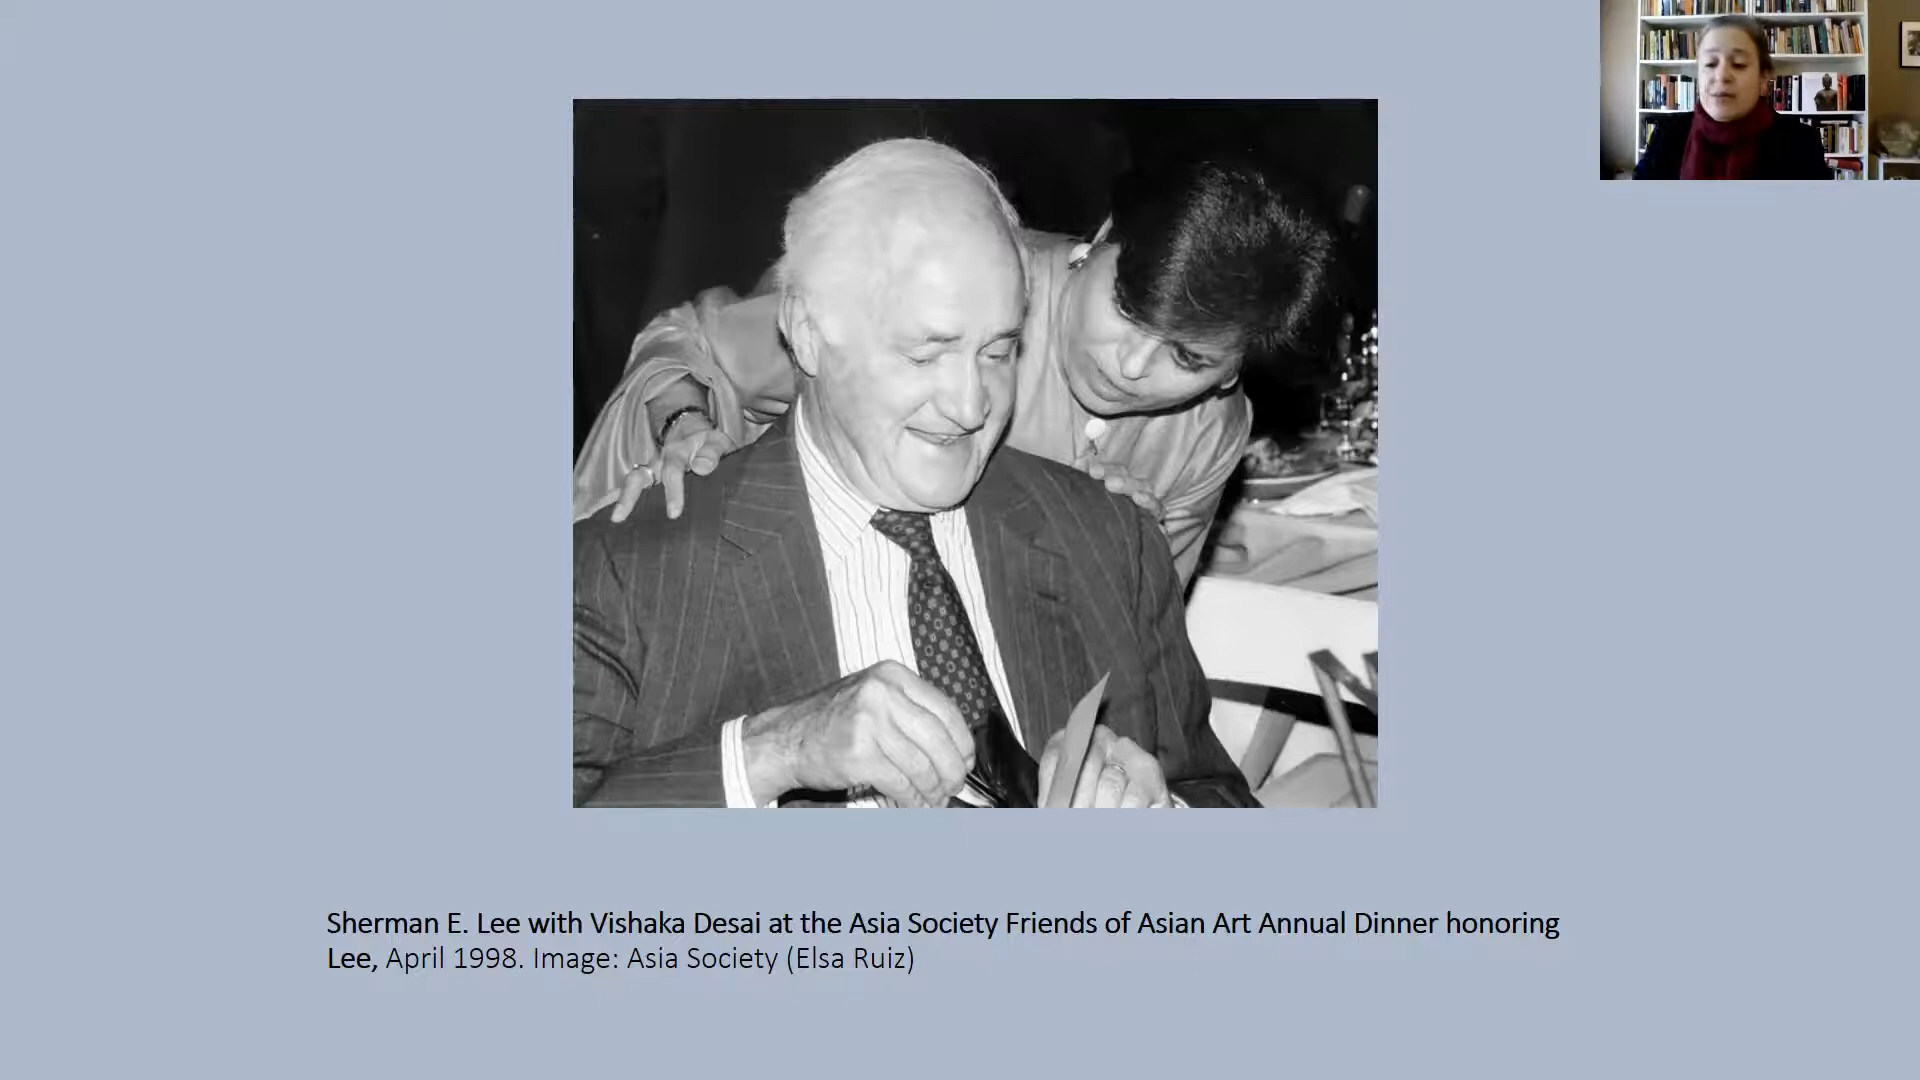 Sherman E. Lee with Vishaka Desai at the Asia Society Friends of Asian Art Annual Dinner honoring
Lee, April 1998. Image: Asia Society (Elsa Ruiz)